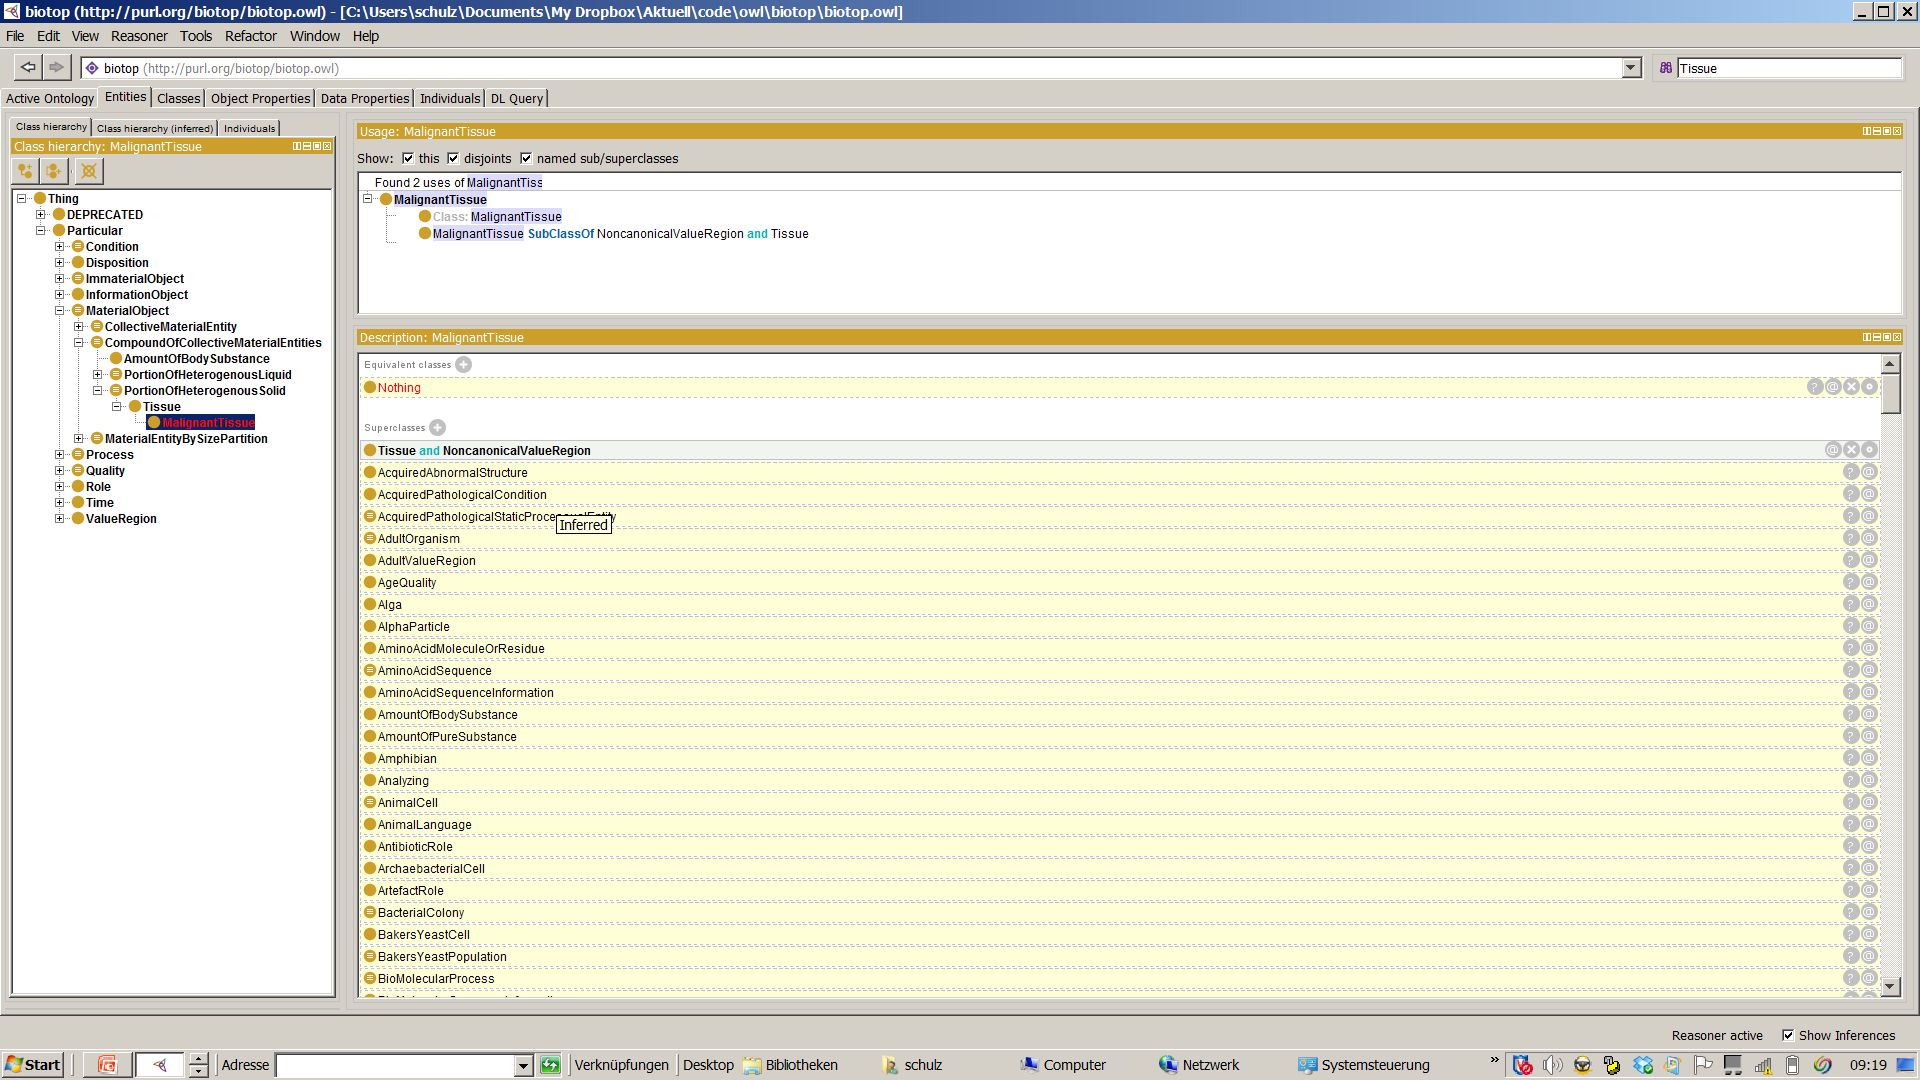 biotop (http://purl.org/biotop/biotop.owl) - [C:\Users\schulz\Documents\My Dropbox\Aktuell\code\owl\biotop\biotop.owl]
File Edit View Reasoner Tools Refactor Window Help
biotop (http://purl.org/biotop/biotop.owl)
Tissue
Active Ontology Entities Classes Object Properties Data Properties Individuals DL Query
Class hierarchy Class hierarchy (inferred) Individuals
Class hierarchy: MalignantTissue
Thing
DEPRECATED
Particular
Condition
Disposition
ImmaterialObject
InformationObject
MaterialObject
CollectiveMaterialEntity
CompoundOfCollectiveMaterialEntities
AmountOfBodySubstance
PortionOfHeterogenousLiquid
PortionOfHeterogenousSolid
Tissue
MalignantTissue
MaterialEntityBySizePartition
Process
Quality
Role
Time
ValueRegion
Usage: MalignantTissue
Show: this disjoints named sub/superclasses
Found 2 uses of MalignantTiss
MalignantTissue
Class: MalignantTissue
MalignantTissue SubClassOf NoncanonicalValueRegion and Tissue
Description: MalignantTissue
Equivalent classes
Nothing
Superclasses
Tissue and NoncanonicalValueRegion
AcquiredAbnormalStructure
AcquiredPathologicalCondition
Inferred
AdultOrganism
AdultValueRegion
AgeQuality
Alga
AlphaParticle
AminoAcidMoleculeOrResidue
AminoAcidSequence
AminoAcidSequenceInformation
AmountOfBodySubstance
AmountOfPureSubstance
Amphibian
Analyzing
AnimalCell
AnimalLanguage
AntibioticRole
ArchaebacterialCell
ArtefactRole
BacterialColony
BakersYeastCell
BakersYeastPopulation
BioMolecularProcess
Reasoner active Show Inferences
Start Adresse Verknüpfungen Desktop Bibliotheken schulz Computer Netzwerk Systemsteuerung » 09:19